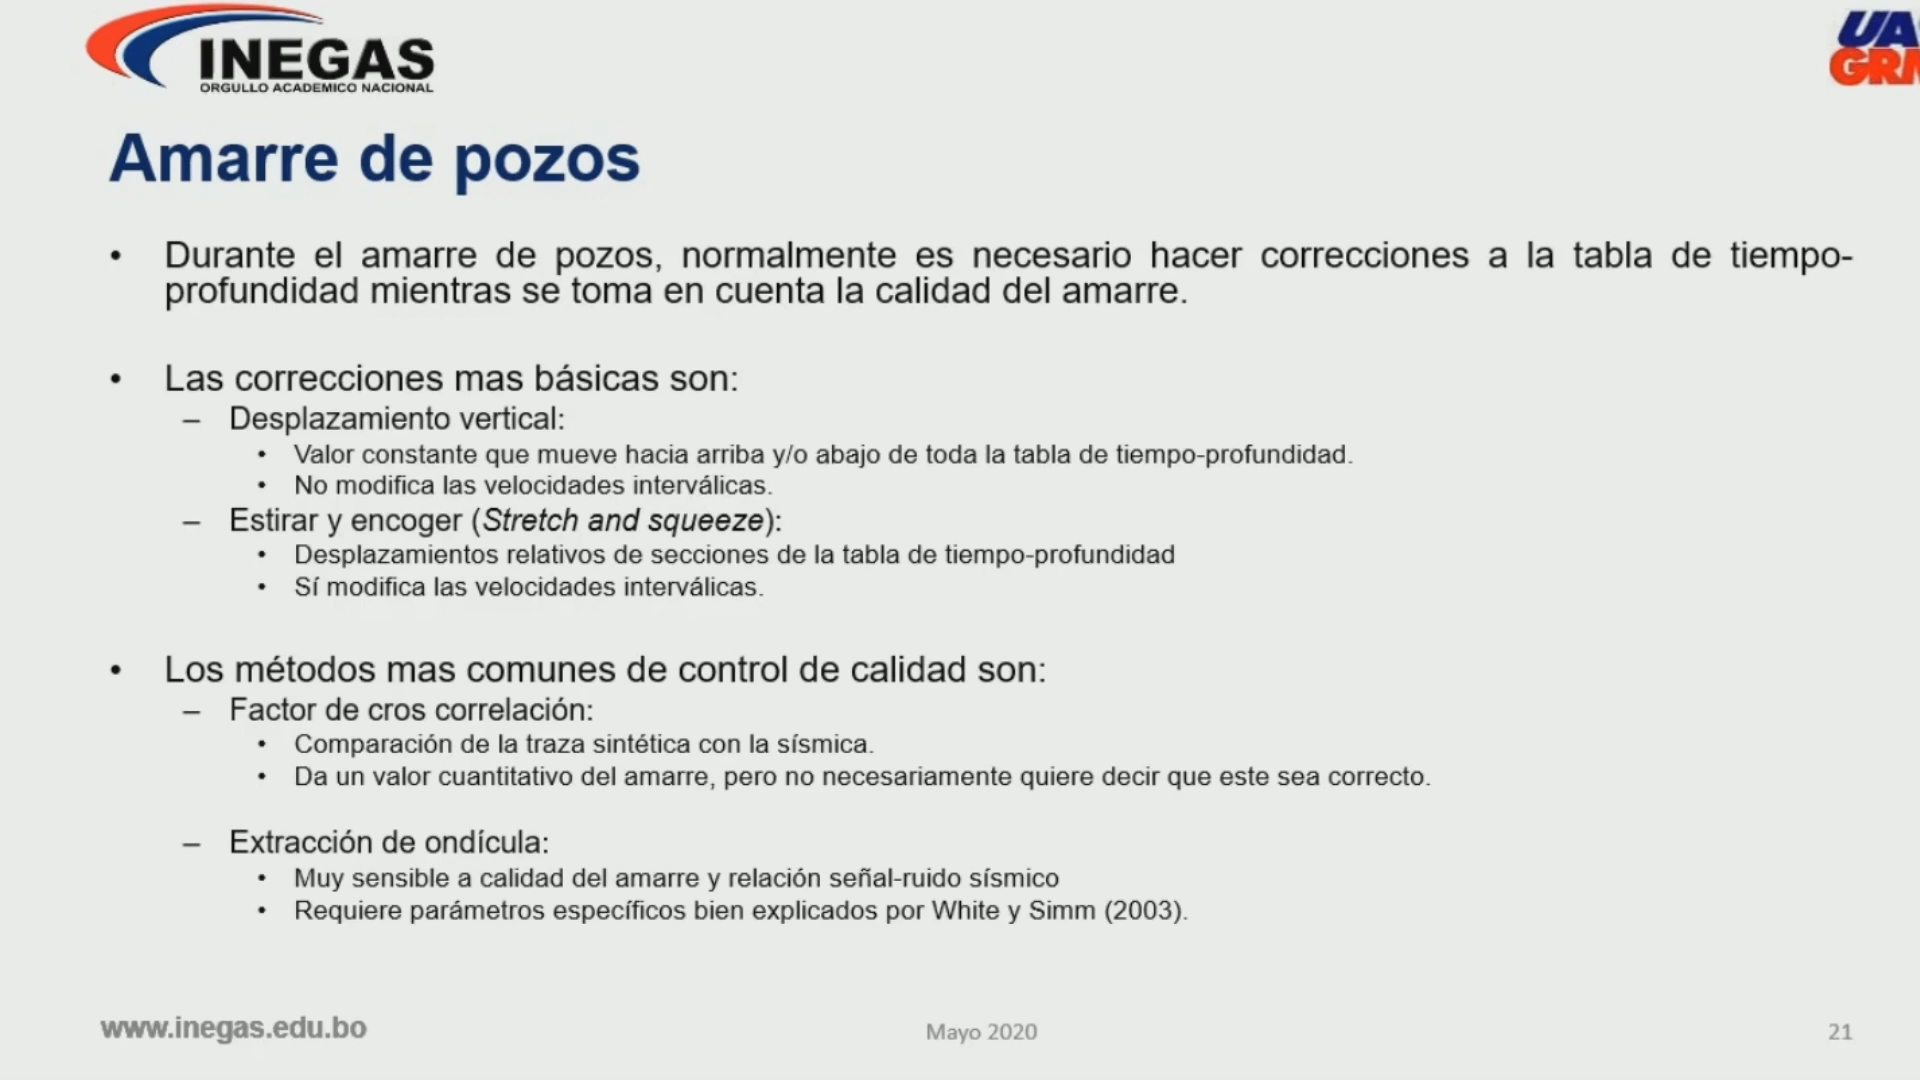 INEGAS
ORGULLO ACADEMICO NACIONAL
UA
GRM
Amarre de pozos
• Durante el amarre de pozos, normalmente es necesario hacer correcciones a la tabla de tiempo-
profundidad mientras se toma en cuenta la calidad del amarre.
• Las correcciones mas básicas son:
– Desplazamiento vertical:
• Valor constante que mueve hacia arriba y/o abajo de toda la tabla de tiempo-profundidad.
• No modifica las velocidades interválicas.
– Estirar y encoger (Stretch and squeeze):
• Desplazamientos relativos de secciones de la tabla de tiempo-profundidad
• Sí modifica las velocidades interválicas.
• Los métodos mas comunes de control de calidad son:
– Factor de cros correlación:
• Comparación de la traza sintética con la sísmica.
• Da un valor cuantitativo del amarre, pero no necesariamente quiere decir que este sea correcto.
– Extracción de ondícula:
• Muy sensible a calidad del amarre y relación señal-ruido sísmico
• Requiere parámetros específicos bien explicados por White y Simm (2003).
www.inegas.edu.bo
Mayo 2020
21